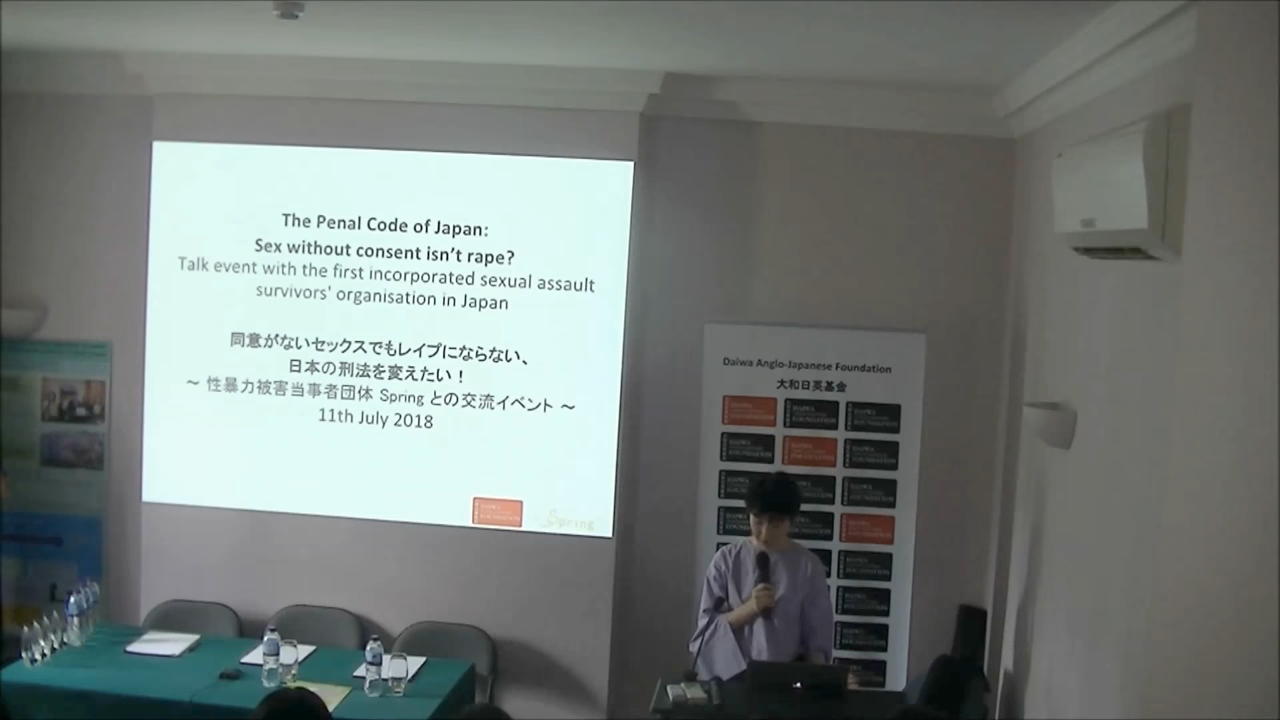 The Penal Code of Japan:
Sex without consent isn't rape?
Talk event with the first incorporated sexual assault
survivors' organisation in Japan
同意がないセックスでもレイプにならない、
日本の刑法を変えたい！
～ 性暴力被害当事者団体 Spring との交流イベント ～
11th July 2018
Spring
Daiwa Anglo-Japanese Foundation
大和日英基金